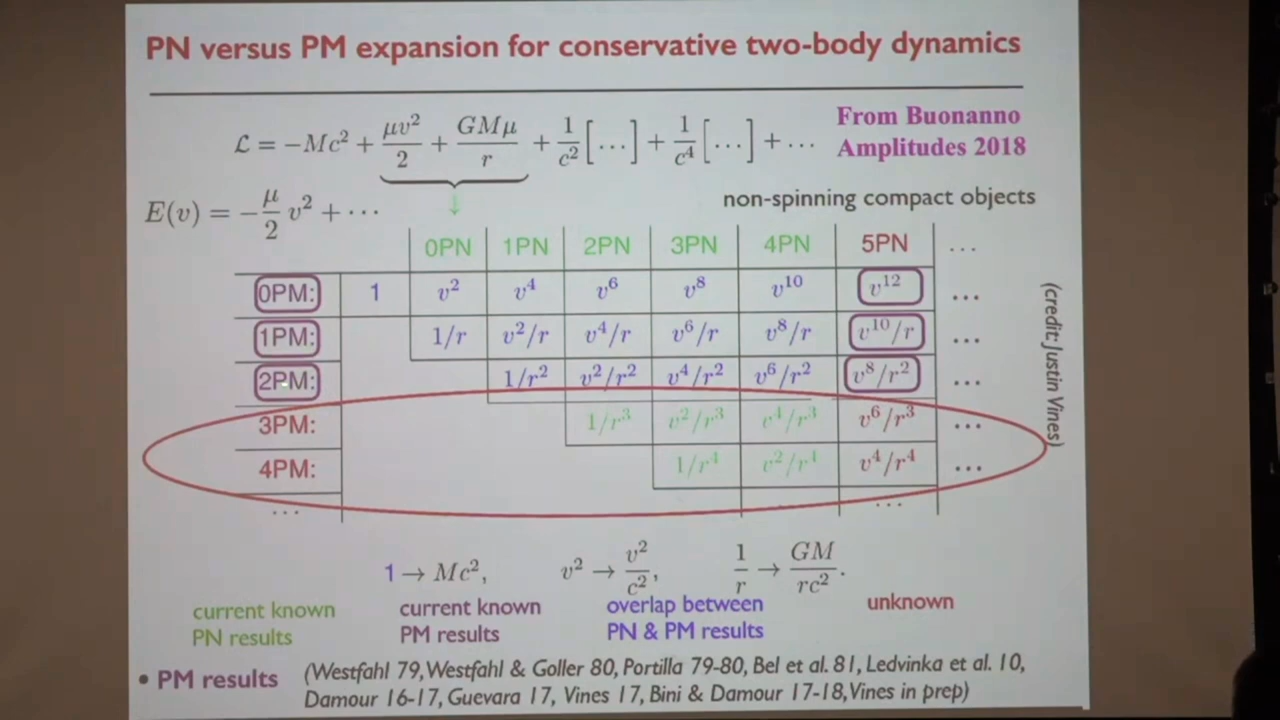 PN versus PM expansion for conservative two-body dynamics
ℒ = −Mc² + μv²/2 + GMμ/r + 1/c² [...] + 1/c⁴ [...] + ⋯
From Buonanno
Amplitudes 2018
E(v) = −μ/2 v² + ⋯
non-spinning compact objects
0PN 1PN 2PN 3PN 4PN 5PN ...
0PM: 1 v² v⁴ v⁶ v⁸ v¹⁰ v¹² ...
1PM: 1/r v²/r v⁴/r v⁶/r v⁸/r v¹⁰/r ...
2PM: 1/r² v²/r² v⁴/r² v⁶/r² v⁸/r² ...
3PM: 1/r³ v²/r³ v⁴/r³ v⁶/r³ ...
4PM: 1/r⁴ v²/r⁴ v⁴/r⁴ ...
... ...
(credit: Justin Vines)
1 → Mc², v² → v²/c², 1/r → GM/rc².
current known
PN results
current known
PM results
overlap between
PN & PM results
unknown
• PM results (Westfahl 79, Westfahl & Goller 80, Portilla 79-80, Bel et al. 81, Ledvinka et al. 10,
Damour 16-17, Guevara 17, Vines 17, Bini & Damour 17-18, Vines in prep)